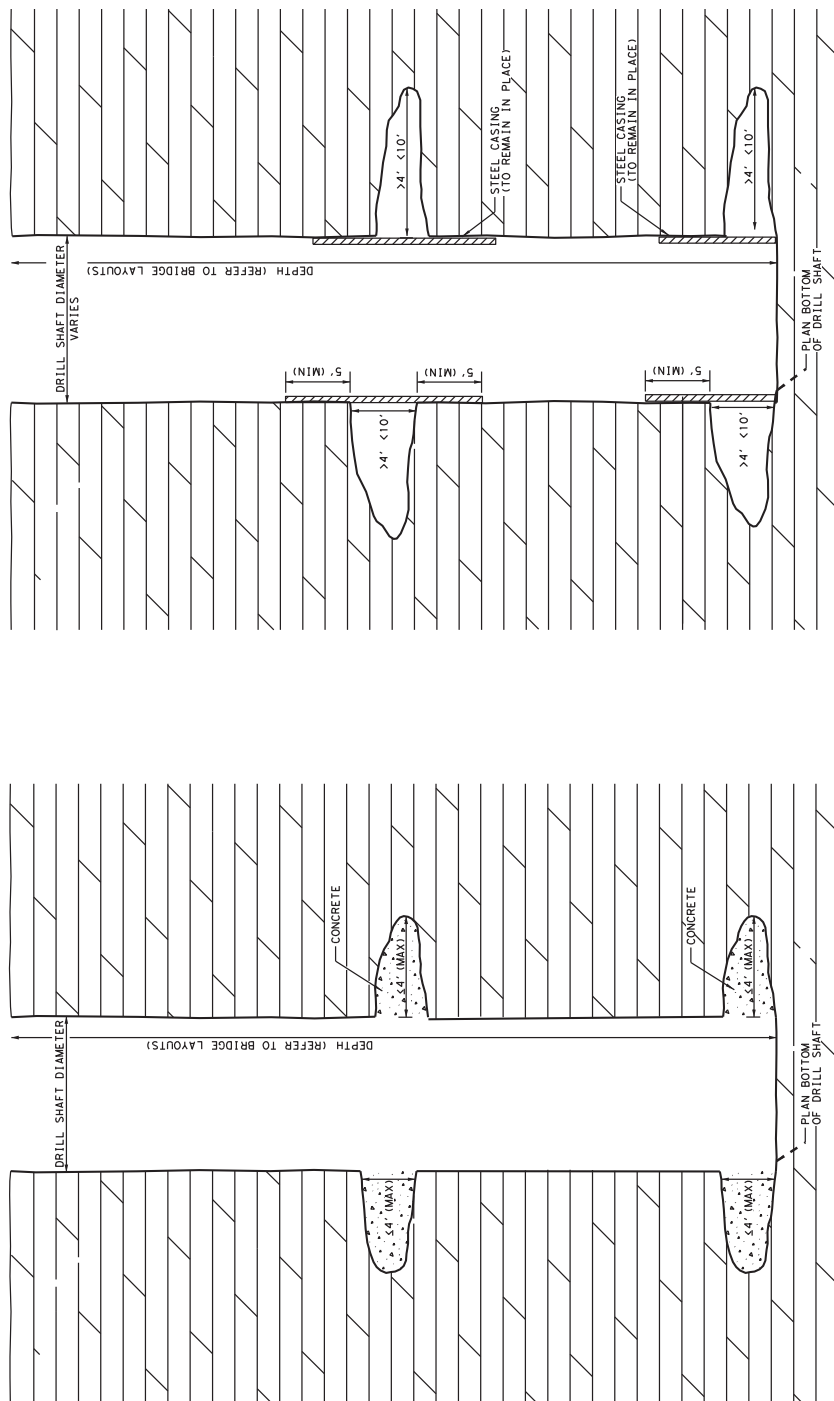 STEEL CASING
(TO REMAIN IN PLACE)
STEEL CASING
(TO REMAIN IN PLACE)
>4' <10'
>4' <10'
DRILL SHAFT DIAMETER
VARIES
DEPTH (REFER TO BRIDGE LAYOUTS)
5' (MIN)
5' (MIN)
5' (MIN)
>4' <10'
>4' <10'
PLAN BOTTOM
OF DRILL SHAFT
CONCRETE
CONCRETE
≤4' (MAX)
≤4' (MAX)
DRILL SHAFT DIAMETER
DEPTH (REFER TO BRIDGE LAYOUTS)
≤4' (MAX)
≤4' (MAX)
PLAN BOTTOM
OF DRILL SHAFT